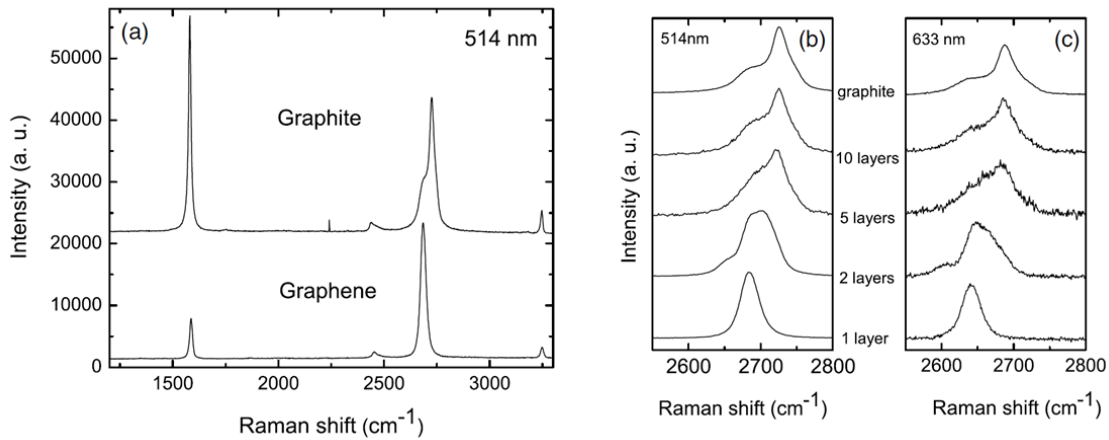 (a)
514 nm
Graphite
Graphene
50000
40000
30000
20000
10000
0
1500
2000
2500
3000
Intensity (a. u.)
Raman shift (cm-1)
514nm
(b)
633 nm
(c)
graphite
10 layers
5 layers
2 layers
1 layer
Intensity (a. u.)
2600
2700
2800
Raman shift (cm-1)
2600
2700
2800
Raman shift (cm-1)